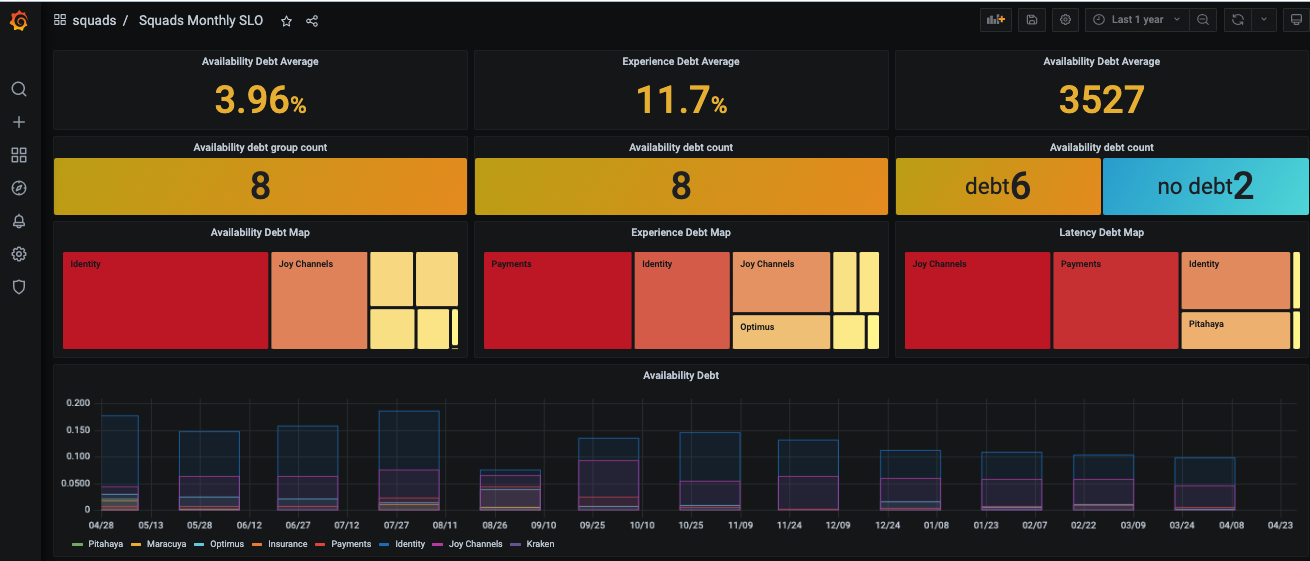 squads / Squads Monthly SLO
Last 1 year
Availability Debt Average
3.96%
Experience Debt Average
11.7%
Availability Debt Average
3527
Availability debt group count
8
Availability debt count
8
Availability debt count
debt6
no debt2
Availability Debt Map
Identity
Joy Channels
Experience Debt Map
Payments
Identity
Joy Channels
Optimus
Latency Debt Map
Joy Channels
Payments
Identity
Pitahaya
Availability Debt
0.200
0.150
0.100
0.0500
0
04/28 05/13 05/28 06/12 06/27 07/12 07/27 08/11 08/26 09/10 09/25 10/10 10/25 11/09 11/24 12/09 12/24 01/08 01/23 02/07 02/22 03/09 03/24 04/08 04/23
Pitahaya Maracuya Optimus Insurance Payments Identity Joy Channels Kraken